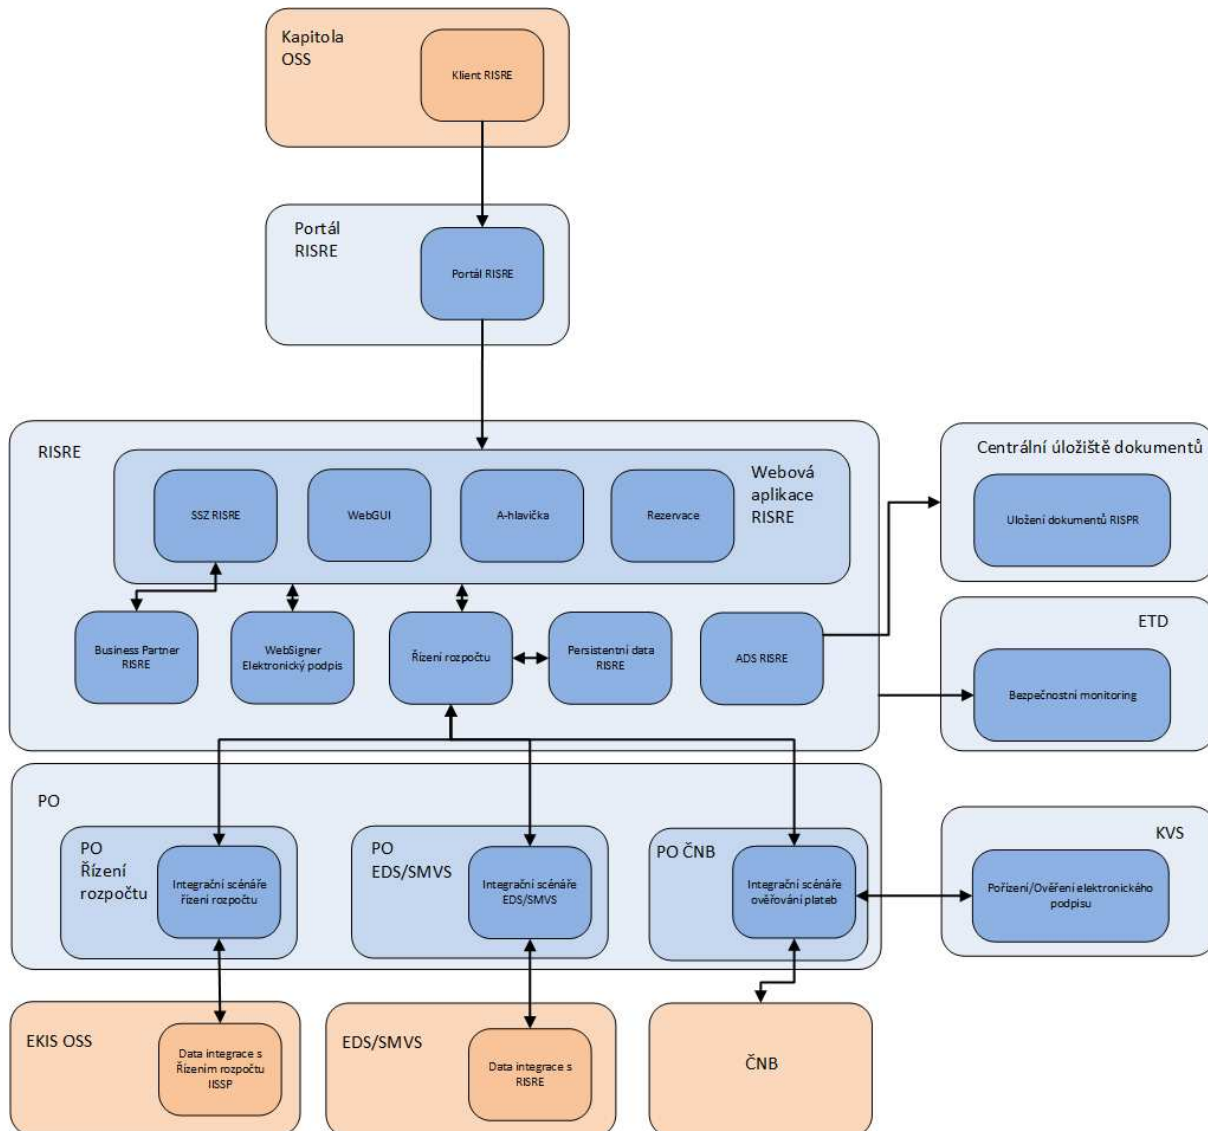 Kapitola
OSS
Klient RISRE
Portál
RISRE
Portál RISRE
RISRE
Webová
aplikace
RISRE
SSZ RISRE
WebGUI
A-hlavička
Rezervace
Business Partner
RISRE
WebSigner
Elektronický podpis
Řízení rozpočtu
Persistentní data
RISRE
ADS RISRE
Centrální úložiště dokumentů
Uložení dokumentů RISPR
ETD
Bezpečnostni monitoring
PO
PO
Řízení
rozpočtu
Integrační scénáře
řízení rozpočtu
PO
EDS/SMVS
Integrační scénáře
EDS/SMVS
PO ČNB
Integrační scénáře
ověřování plateb
KVS
Pořízení/Ověření elektronického
podpisu
EKIS OSS
Data integrace s
Řízením rozpočtu
IISSP
EDS/SMVS
Data integrace s
RISRE
ČNB